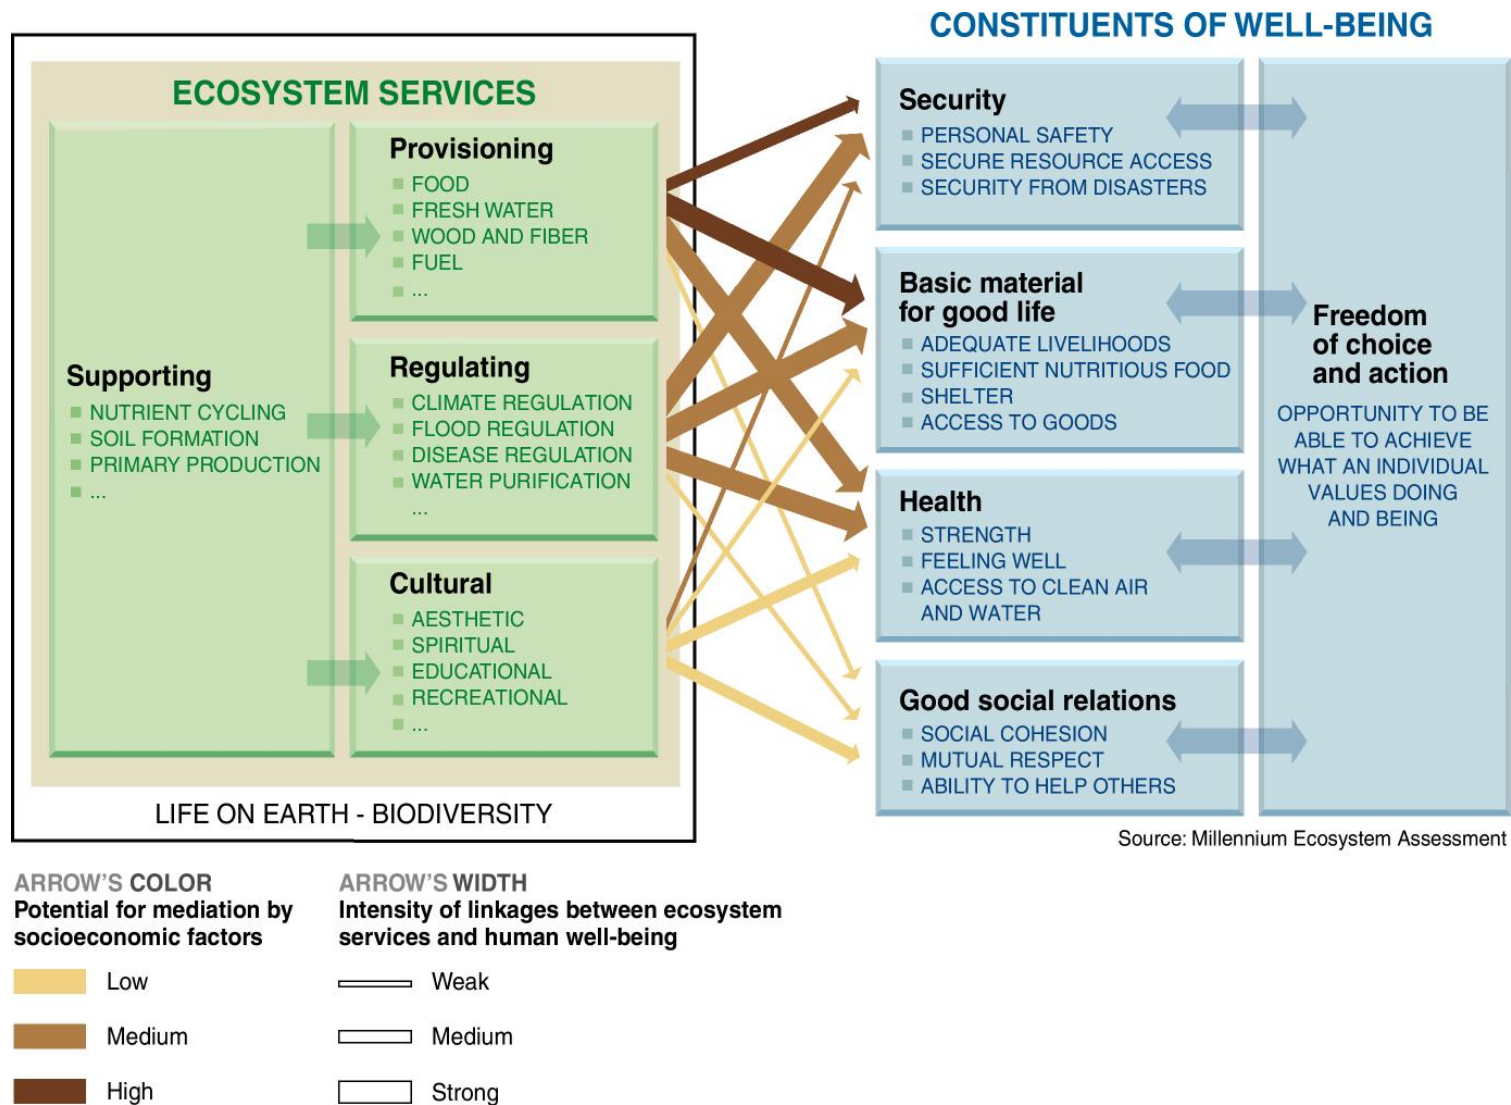 CONSTITUENTS OF WELL-BEING
ECOSYSTEM SERVICES
Supporting
NUTRIENT CYCLING
SOIL FORMATION
PRIMARY PRODUCTION
...
Provisioning
FOOD
FRESH WATER
WOOD AND FIBER
FUEL
...
Regulating
CLIMATE REGULATION
FLOOD REGULATION
DISEASE REGULATION
WATER PURIFICATION
...
Cultural
AESTHETIC
SPIRITUAL
EDUCATIONAL
RECREATIONAL
...
LIFE ON EARTH - BIODIVERSITY
Security
PERSONAL SAFETY
SECURE RESOURCE ACCESS
SECURITY FROM DISASTERS
Basic material
for good life
ADEQUATE LIVELIHOODS
SUFFICIENT NUTRITIOUS FOOD
SHELTER
ACCESS TO GOODS
Health
STRENGTH
FEELING WELL
ACCESS TO CLEAN AIR
AND WATER
Good social relations
SOCIAL COHESION
MUTUAL RESPECT
ABILITY TO HELP OTHERS
Freedom
of choice
and action
OPPORTUNITY TO BE
ABLE TO ACHIEVE
WHAT AN INDIVIDUAL
VALUES DOING
AND BEING
Source: Millennium Ecosystem Assessment
ARROW'S COLOR
Potential for mediation by
socioeconomic factors
Low
Medium
High
ARROW'S WIDTH
Intensity of linkages between ecosystem
services and human well-being
Weak
Medium
Strong